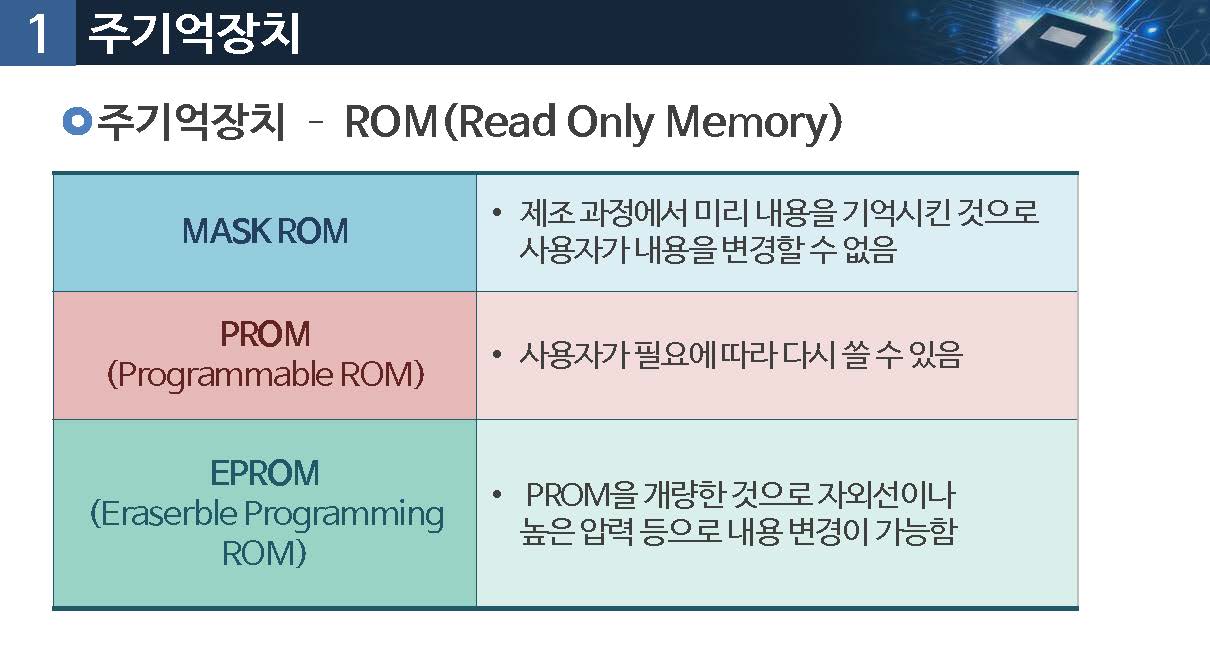 1 주기억장치
주기억장치 - ROM(Read Only Memory)
MASK ROM
• 제조 과정에서 미리 내용을 기억시킨 것으로
사용자가 내용을 변경할 수 없음
PROM
(Programmable ROM)
• 사용자가 필요에 따라 다시 쓸 수 있음
EPROM
(Eraserble Programming
ROM)
• PROM을 개량한 것으로 자외선이나
높은 압력 등으로 내용 변경이 가능함